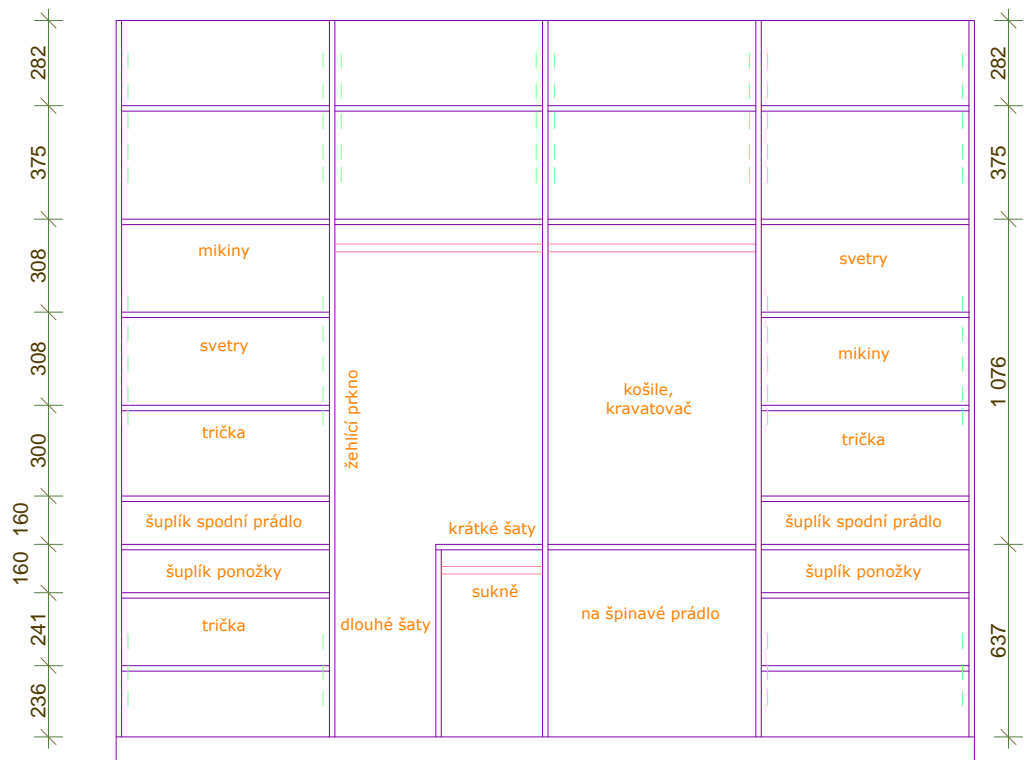 282
375
308
308
300
160
160
241
236
mikiny
svetry
trička
šuplík spodní prádlo
šuplík ponožky
trička
žehlící prkno
dlouhé šaty
krátké šaty
sukně
košile,
kravatovač
na špinavé prádlo
svetry
mikiny
trička
šuplík spodní prádlo
šuplík ponožky
282
375
1 076
637